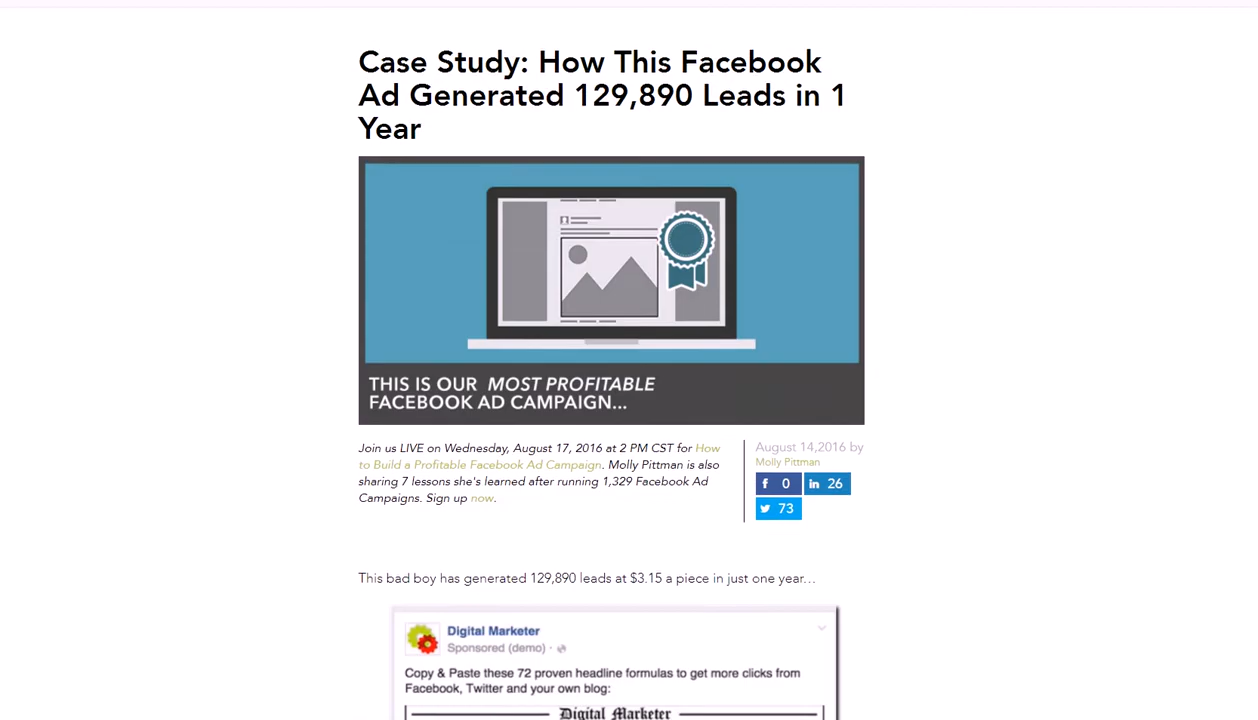 Case Study: How This Facebook
Ad Generated 129,890 Leads in 1
Year
THIS IS OUR MOST PROFITABLE
FACEBOOK AD CAMPAIGN...
Join us LIVE on Wednesday, August 17, 2016 at 2 PM CST for How
to Build a Profitable Facebook Ad Campaign. Molly Pittman is also
sharing 7 lessons she's learned after running 1,329 Facebook Ad
Campaigns. Sign up now.
August 14,2016 by
Molly Pittman
f 0
in 26
73
This bad boy has generated 129,890 leads at $3.15 a piece in just one year…
Digital Marketer
Sponsored (demo) ·
Copy & Paste these 72 proven headline formulas to get more clicks from
Facebook, Twitter and your own blog:
Digital Marketer